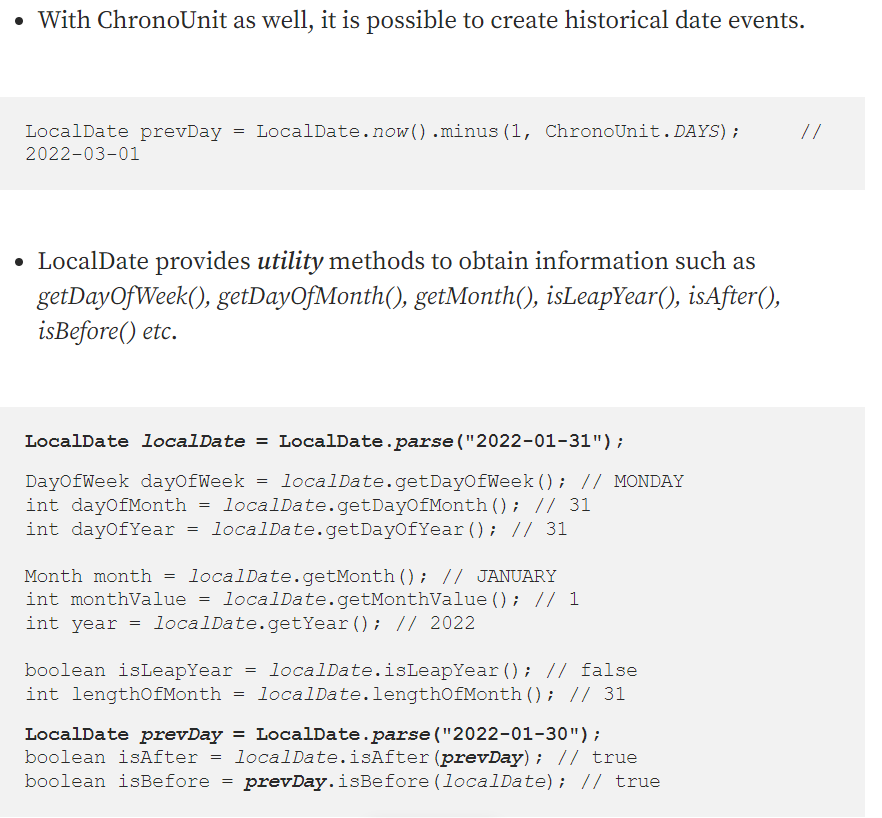 • With ChronoUnit as well, it is possible to create historical date events.
LocalDate prevDay = LocalDate.now().minus(1, ChronoUnit.DAYS);     //
2022-03-01
• LocalDate provides utility methods to obtain information such as
getDayOfWeek(), getDayOfMonth(), getMonth(), isLeapYear(), isAfter(),
isBefore() etc.
LocalDate localDate = LocalDate.parse("2022-01-31");
DayOfWeek dayOfWeek = localDate.getDayOfWeek(); // MONDAY
int dayOfMonth = localDate.getDayOfMonth(); // 31
int dayOfYear = localDate.getDayOfYear(); // 31
Month month = localDate.getMonth(); // JANUARY
int monthValue = localDate.getMonthValue(); // 1
int year = localDate.getYear(); // 2022
boolean isLeapYear = localDate.isLeapYear(); // false
int lengthOfMonth = localDate.lengthOfMonth(); // 31
LocalDate prevDay = LocalDate.parse("2022-01-30");
boolean isAfter = localDate.isAfter(prevDay); // true
boolean isBefore = prevDay.isBefore(localDate); // true